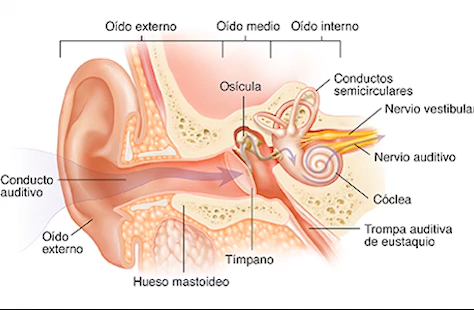 Oído externo
Oído medio
Oído interno
Osícula
Conductos
semicirculares
Nervio vestibular
Nervio auditivo
Cóclea
Trompa auditiva
de eustaquio
Conducto
auditivo
Oído
externo
Tímpano
Hueso mastoideo